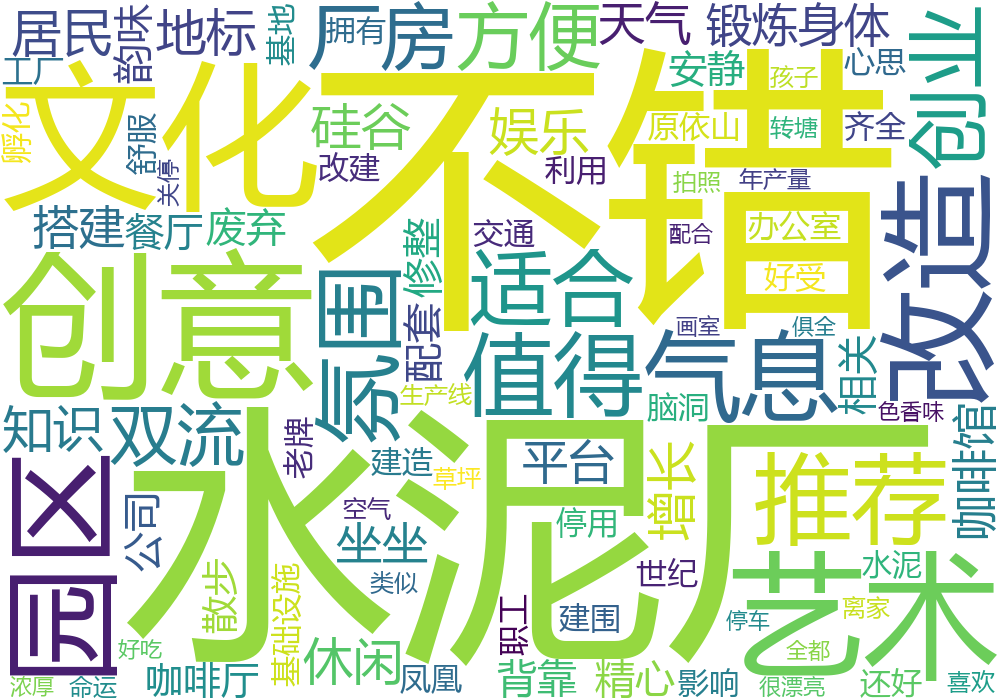 居民
韵味
地标
基地
厂房
拥有
方便
天气
锻炼身体
创业
工厂
文化
不错
安静
孩子
心思
孵化
舒服
关停
硅谷
改建
娱乐
利用
原依山
转塘
齐全
拍照
年产量
改造
搭建
餐厅
废弃
修整
交通
配合
办公室
创意
氛围
适合
好受
配套
值得
画室
俱全
气息
相关
生产线
脑洞
色香味
知识
双流
老牌
水泥厂
咖啡馆
园区
建造
草坪
平台
增长
推荐
公司
空气
坐坐
停用
艺术
水泥
散步
基础设施
类似
世纪
职工
建围
停车
离家
好吃
休闲
全都
浓厚
命运
咖啡厅
凤凰
背靠
精心
影响
很漂亮
还好
喜欢